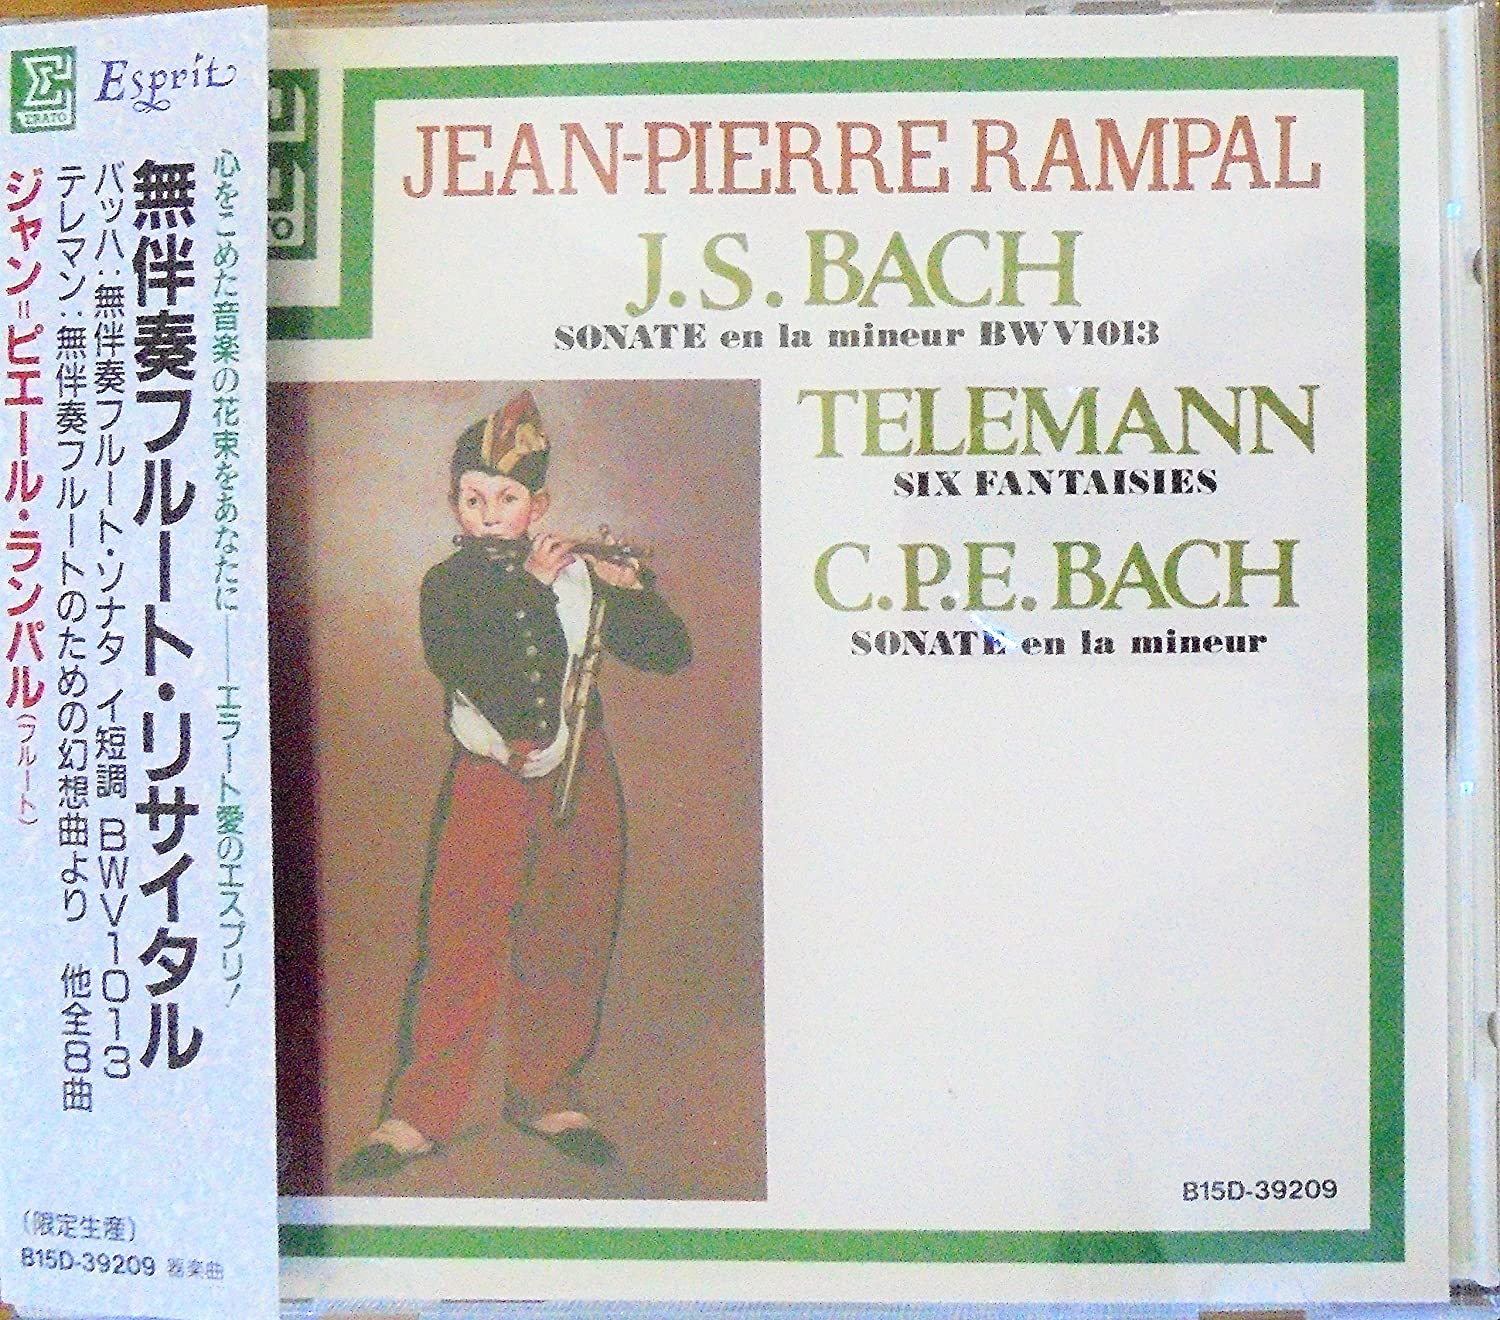 ERATO
Esprit
心をこめた音楽の花束をあなたに——エラート愛のエスプリ!
無伴奏フルート・リサイタル
バッハ:無伴奏フルート・ソナタ イ短調 BWV1013
テレマン:無伴奏フルートのための幻想曲より 他全8曲
ジャン=ピエール・ランパル(フルート)
(限定生産)
B15D-39209 器楽曲
JEAN-PIERRE RAMPAL
J.S. BACH
SONATE en la mineur BWV1013
TELEMANN
SIX FANTAISIES
C.P.E. BACH
SONATE en la mineur
B15D-39209